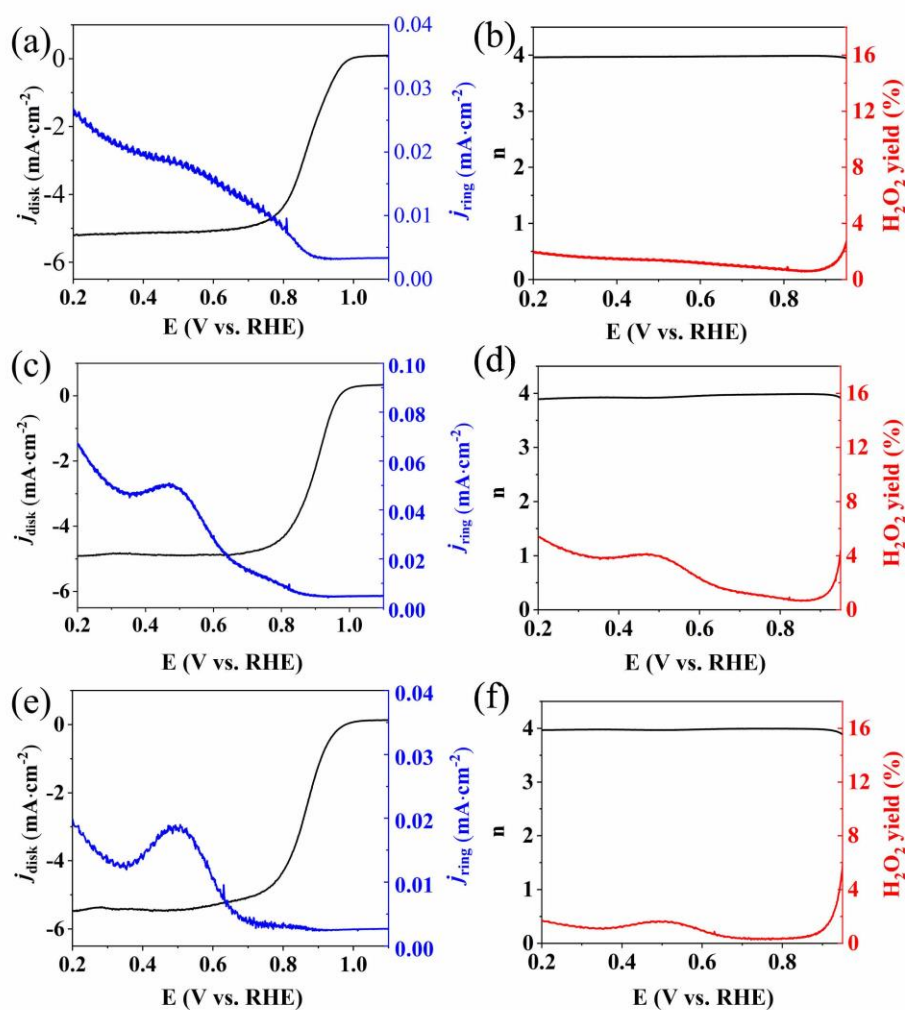 (a)
j_disk (mA·cm⁻²)
0
-2
-4
-6
0.2 0.4 0.6 0.8 1.0
E (V vs. RHE)
0.04
0.03
0.02
0.01
0.00
j_ring (mA·cm⁻²)
(b)
n
4
3
2
1
0
0.2 0.4 0.6 0.8
E (V vs. RHE)
16
12
8
4
0
H₂O₂ yield (%)
(c)
j_disk (mA·cm⁻²)
0
-2
-4
-6
0.2 0.4 0.6 0.8 1.0
E (V vs. RHE)
0.10
0.08
0.06
0.04
0.02
0.00
j_ring (mA·cm⁻²)
(d)
n
4
3
2
1
0
0.2 0.4 0.6 0.8
E (V vs. RHE)
16
12
8
4
0
H₂O₂ yield (%)
(e)
j_disk (mA·cm⁻²)
0
-2
-4
-6
0.2 0.4 0.6 0.8 1.0
E (V vs. RHE)
0.04
0.03
0.02
0.01
0.00
j_ring (mA·cm⁻²)
(f)
n
4
3
2
1
0
0.2 0.4 0.6 0.8
E (V vs. RHE)
16
12
8
4
0
H₂O₂ yield (%)